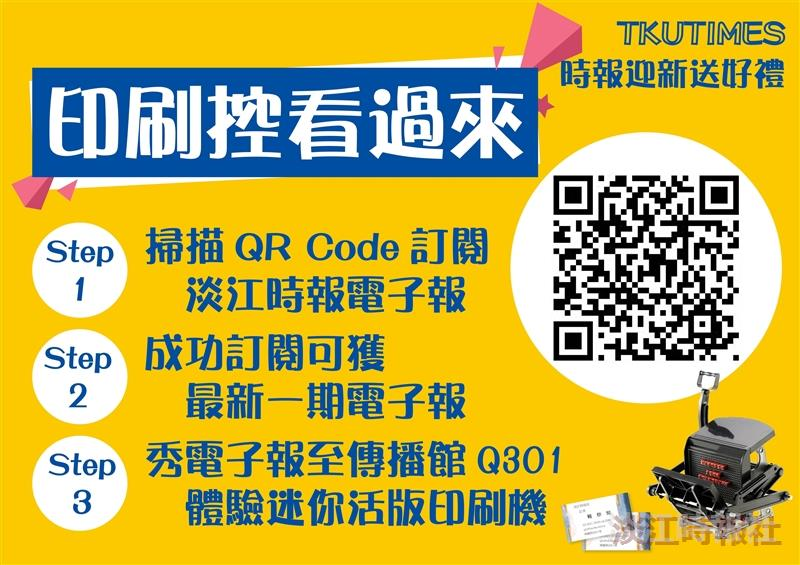 TKUTIMES
時報迎新送好禮
印刷控看過來
Step
1
掃描 QR Code 訂閱
淡江時報電子報
Step
2
成功訂閱可獲
最新一期電子報
Step
3
秀電子報至傳播館 Q301
體驗迷你活版印刷機
淡江時報社